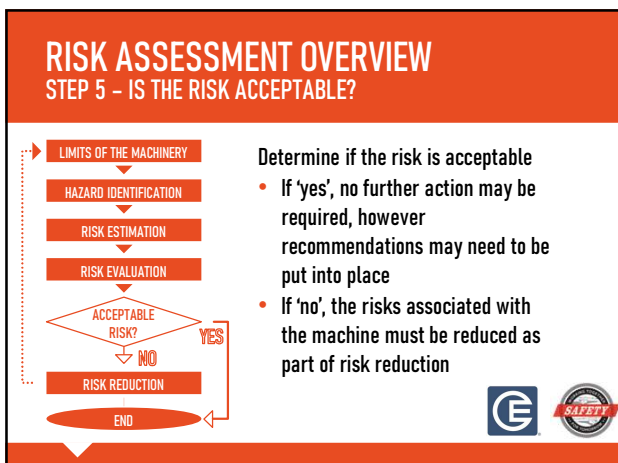 RISK ASSESSMENT OVERVIEW
STEP 5 – IS THE RISK ACCEPTABLE?
LIMITS OF THE MACHINERY
HAZARD IDENTIFICATION
RISK ESTIMATION
RISK EVALUATION
ACCEPTABLE
RISK?
YES
NO
RISK REDUCTION
END
Determine if the risk is acceptable
• If ‘yes’, no further action may be
required, however
recommendations may need to be
put into place
• If ‘no’, the risks associated with
the machine must be reduced as
part of risk reduction
SAFETY